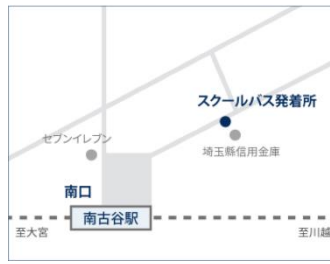 スクールバス発着所
セブンイレブン
埼玉縣信用金庫
南口
南古谷駅
至大宮
至川越